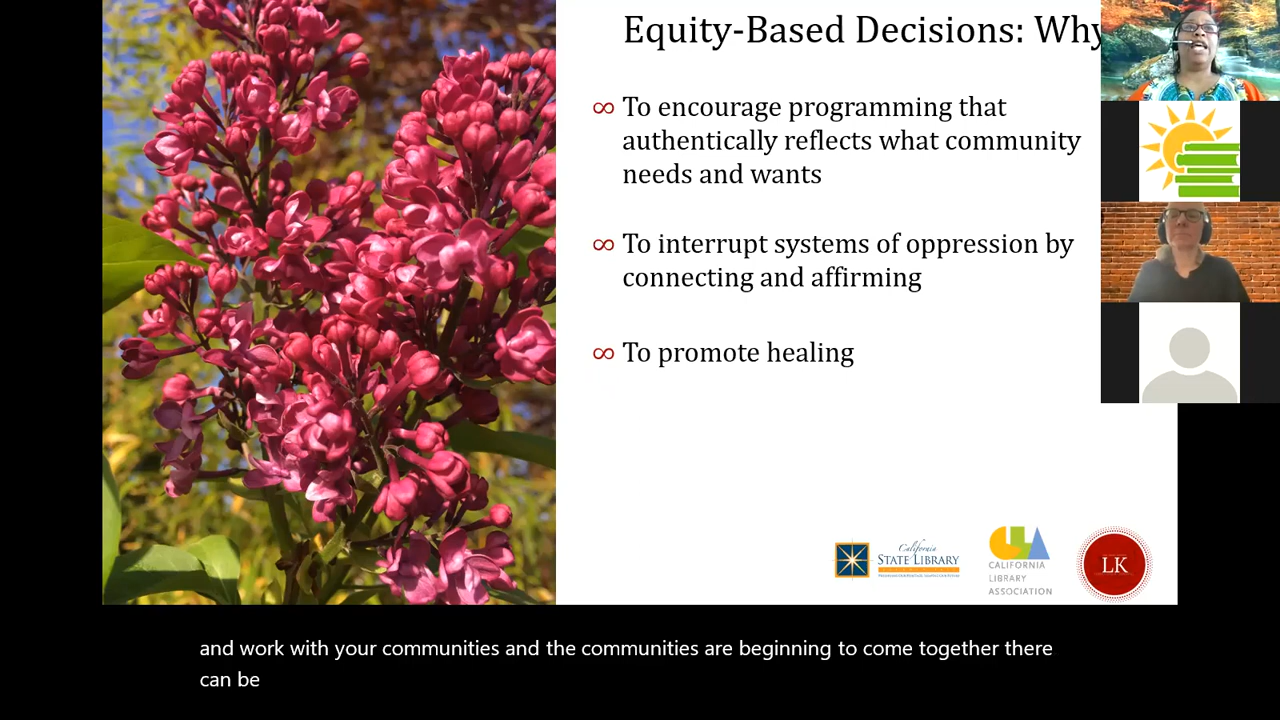 Equity-Based Decisions: Why
∞ To encourage programming that
authentically reflects what community
needs and wants
∞ To interrupt systems of oppression by
connecting and affirming
∞ To promote healing
California
STATE LIBRARY
CALIFORNIA
LIBRARY
ASSOCIATION
LK
and work with your communities and the communities are beginning to come together there
can be